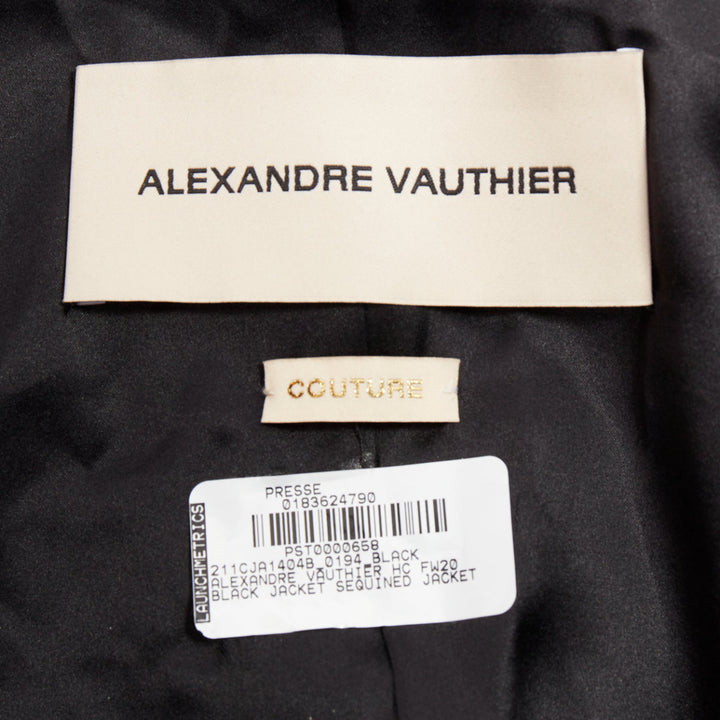 ALEXANDRE VAUTHIER
COUTURE
PRESSE
0183624790
PST0000658
211CJA1404B_0194_BLACK
ALEXANDRE VAUTHIER HC FW20
BLACK JACKET SEQUINED JACKET
LAUNCHMETRICS